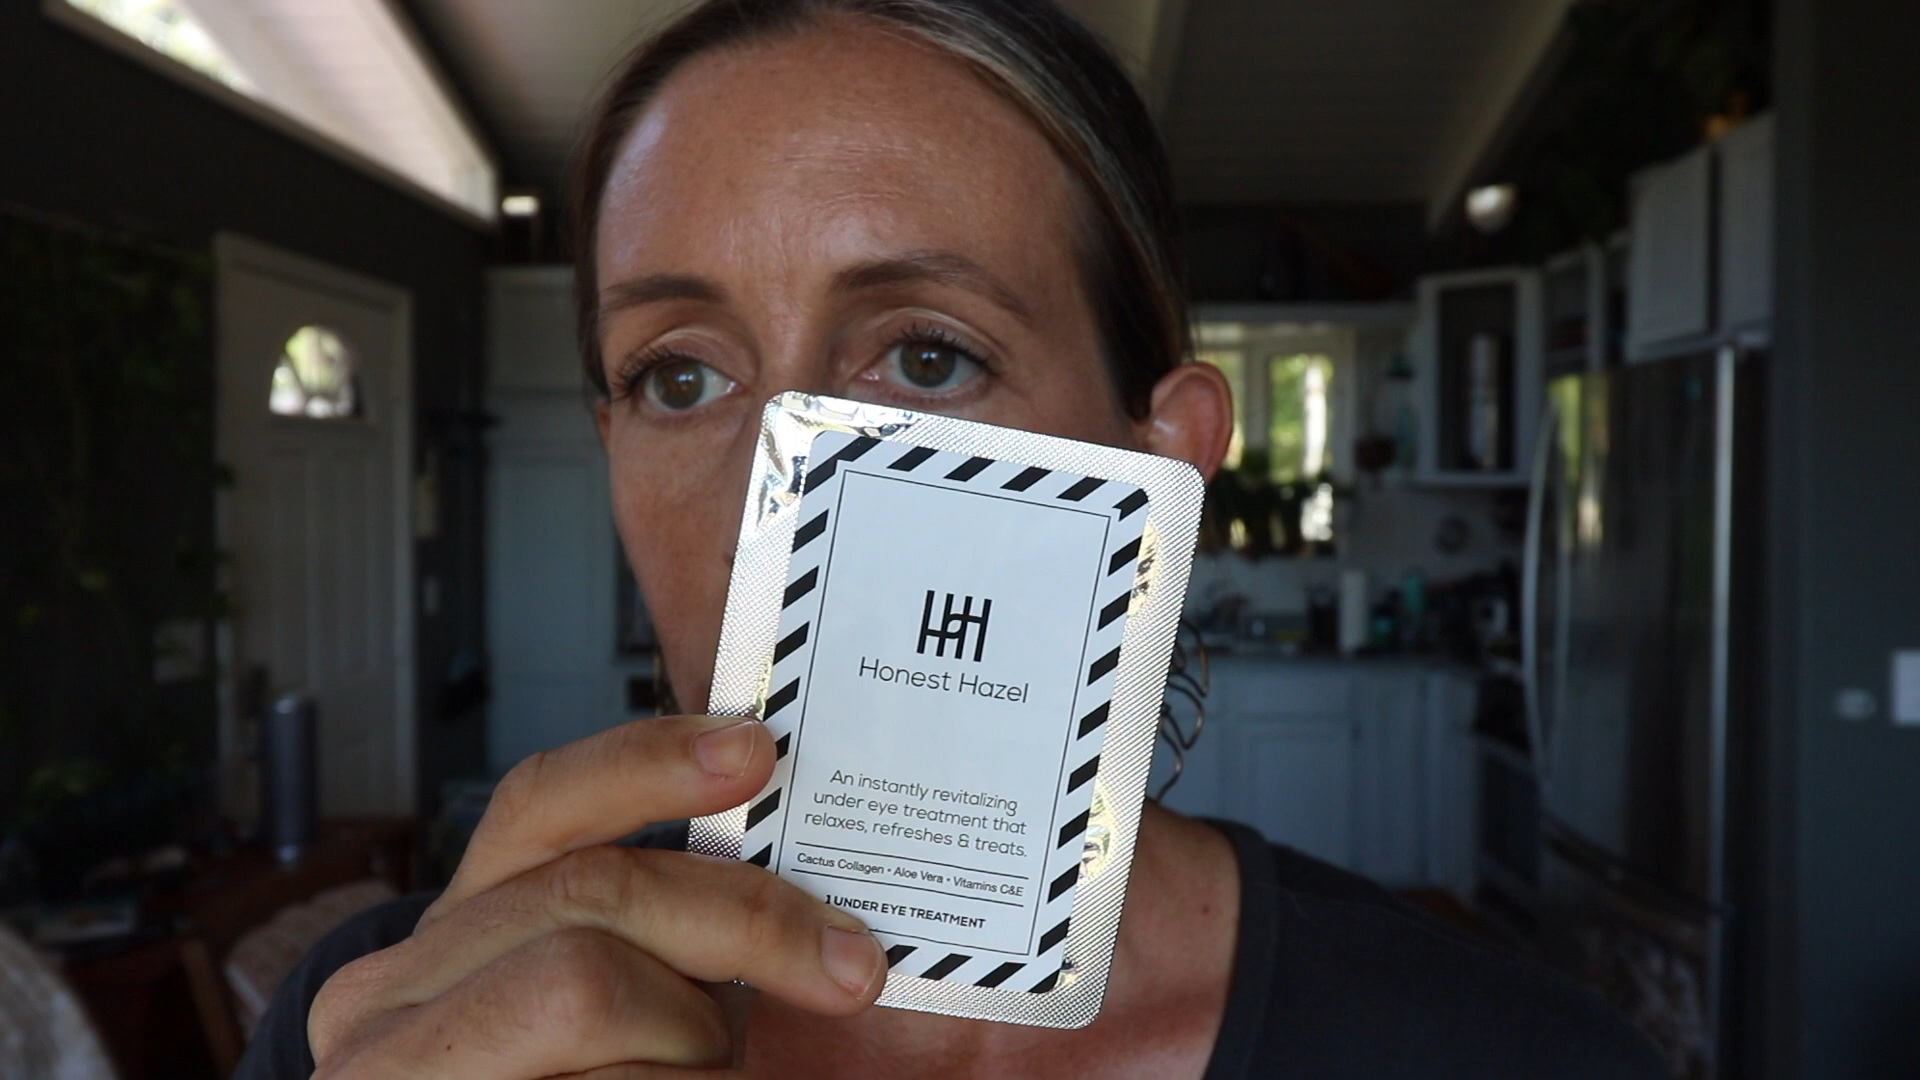 Honest Hazel
An instantly revitalizing
under eye treatment that
relaxes, refreshes & treats.
Cactus Collagen • Aloe Vera • Vitamins C&E
1 UNDER EYE TREATMENT